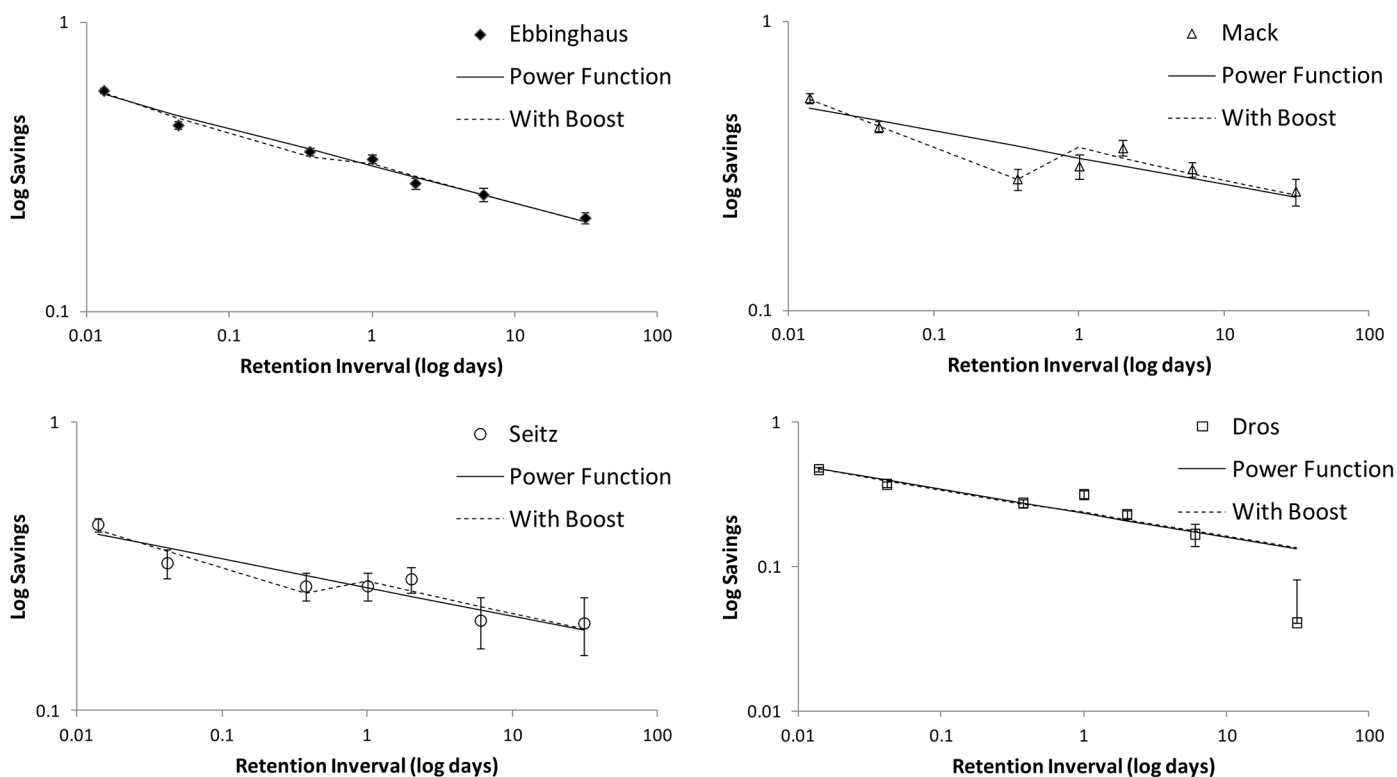 1
Ebbinghaus
Power Function
With Boost
Log Savings
0.1
0.01
0.1
1
10
100
Retention Inverval (log days)
1
Mack
Power Function
With Boost
Log Savings
0.1
0.01
0.1
1
10
100
Retention Inverval (log days)
1
Seitz
Power Function
With Boost
Log Savings
0.1
0.01
0.1
1
10
100
Retention Inverval (log days)
1
Dros
Power Function
With Boost
Log Savings
0.1
0.01
0.01
0.1
1
10
100
Retention Inverval (log days)